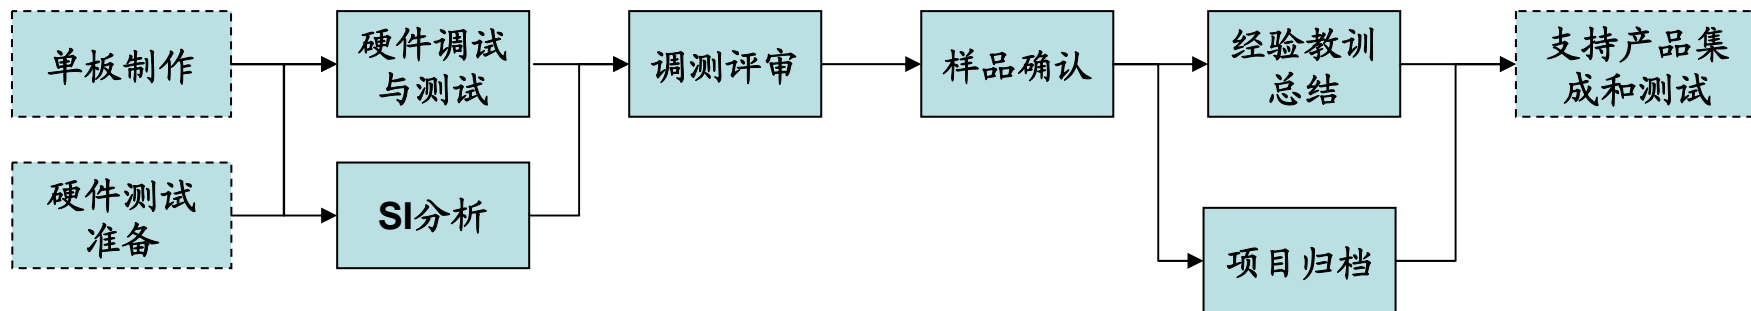 单板制作
硬件调试
与测试
调测评审
样品确认
经验教训
总结
支持产品集
成和测试
硬件测试
准备
SI分析
项目归档